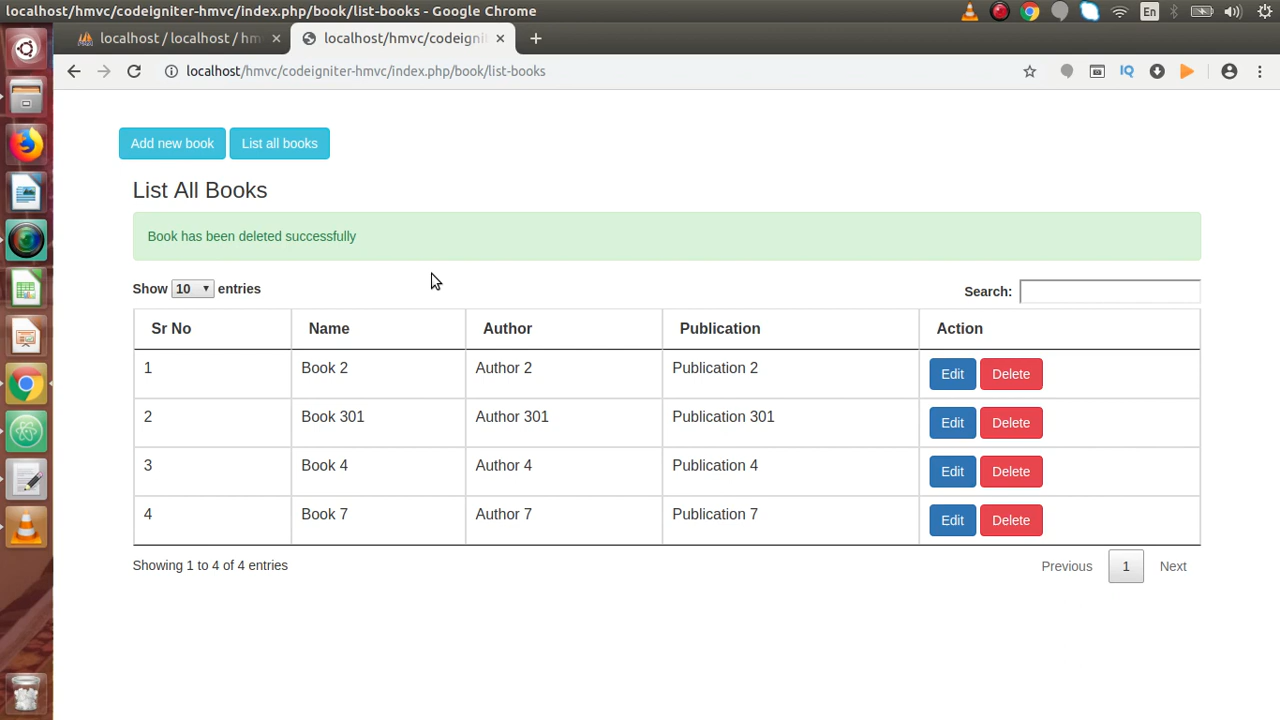 localhost/hmvc/codeigniter-hmvc/index.php/book/list-books - Google Chrome
En
localhost / localhost / hm
localhost/hmvc/codeign
localhost/hmvc/codeigniter-hmvc/index.php/book/list-books
IQ
Add new book List all books
List All Books
Book has been deleted successfully
Show 10 entries
Search:
Sr No Name Author Publication Action
1 Book 2 Author 2 Publication 2 Edit Delete
2 Book 301 Author 301 Publication 301 Edit Delete
3 Book 4 Author 4 Publication 4 Edit Delete
4 Book 7 Author 7 Publication 7 Edit Delete
Showing 1 to 4 of 4 entries
Previous 1 Next